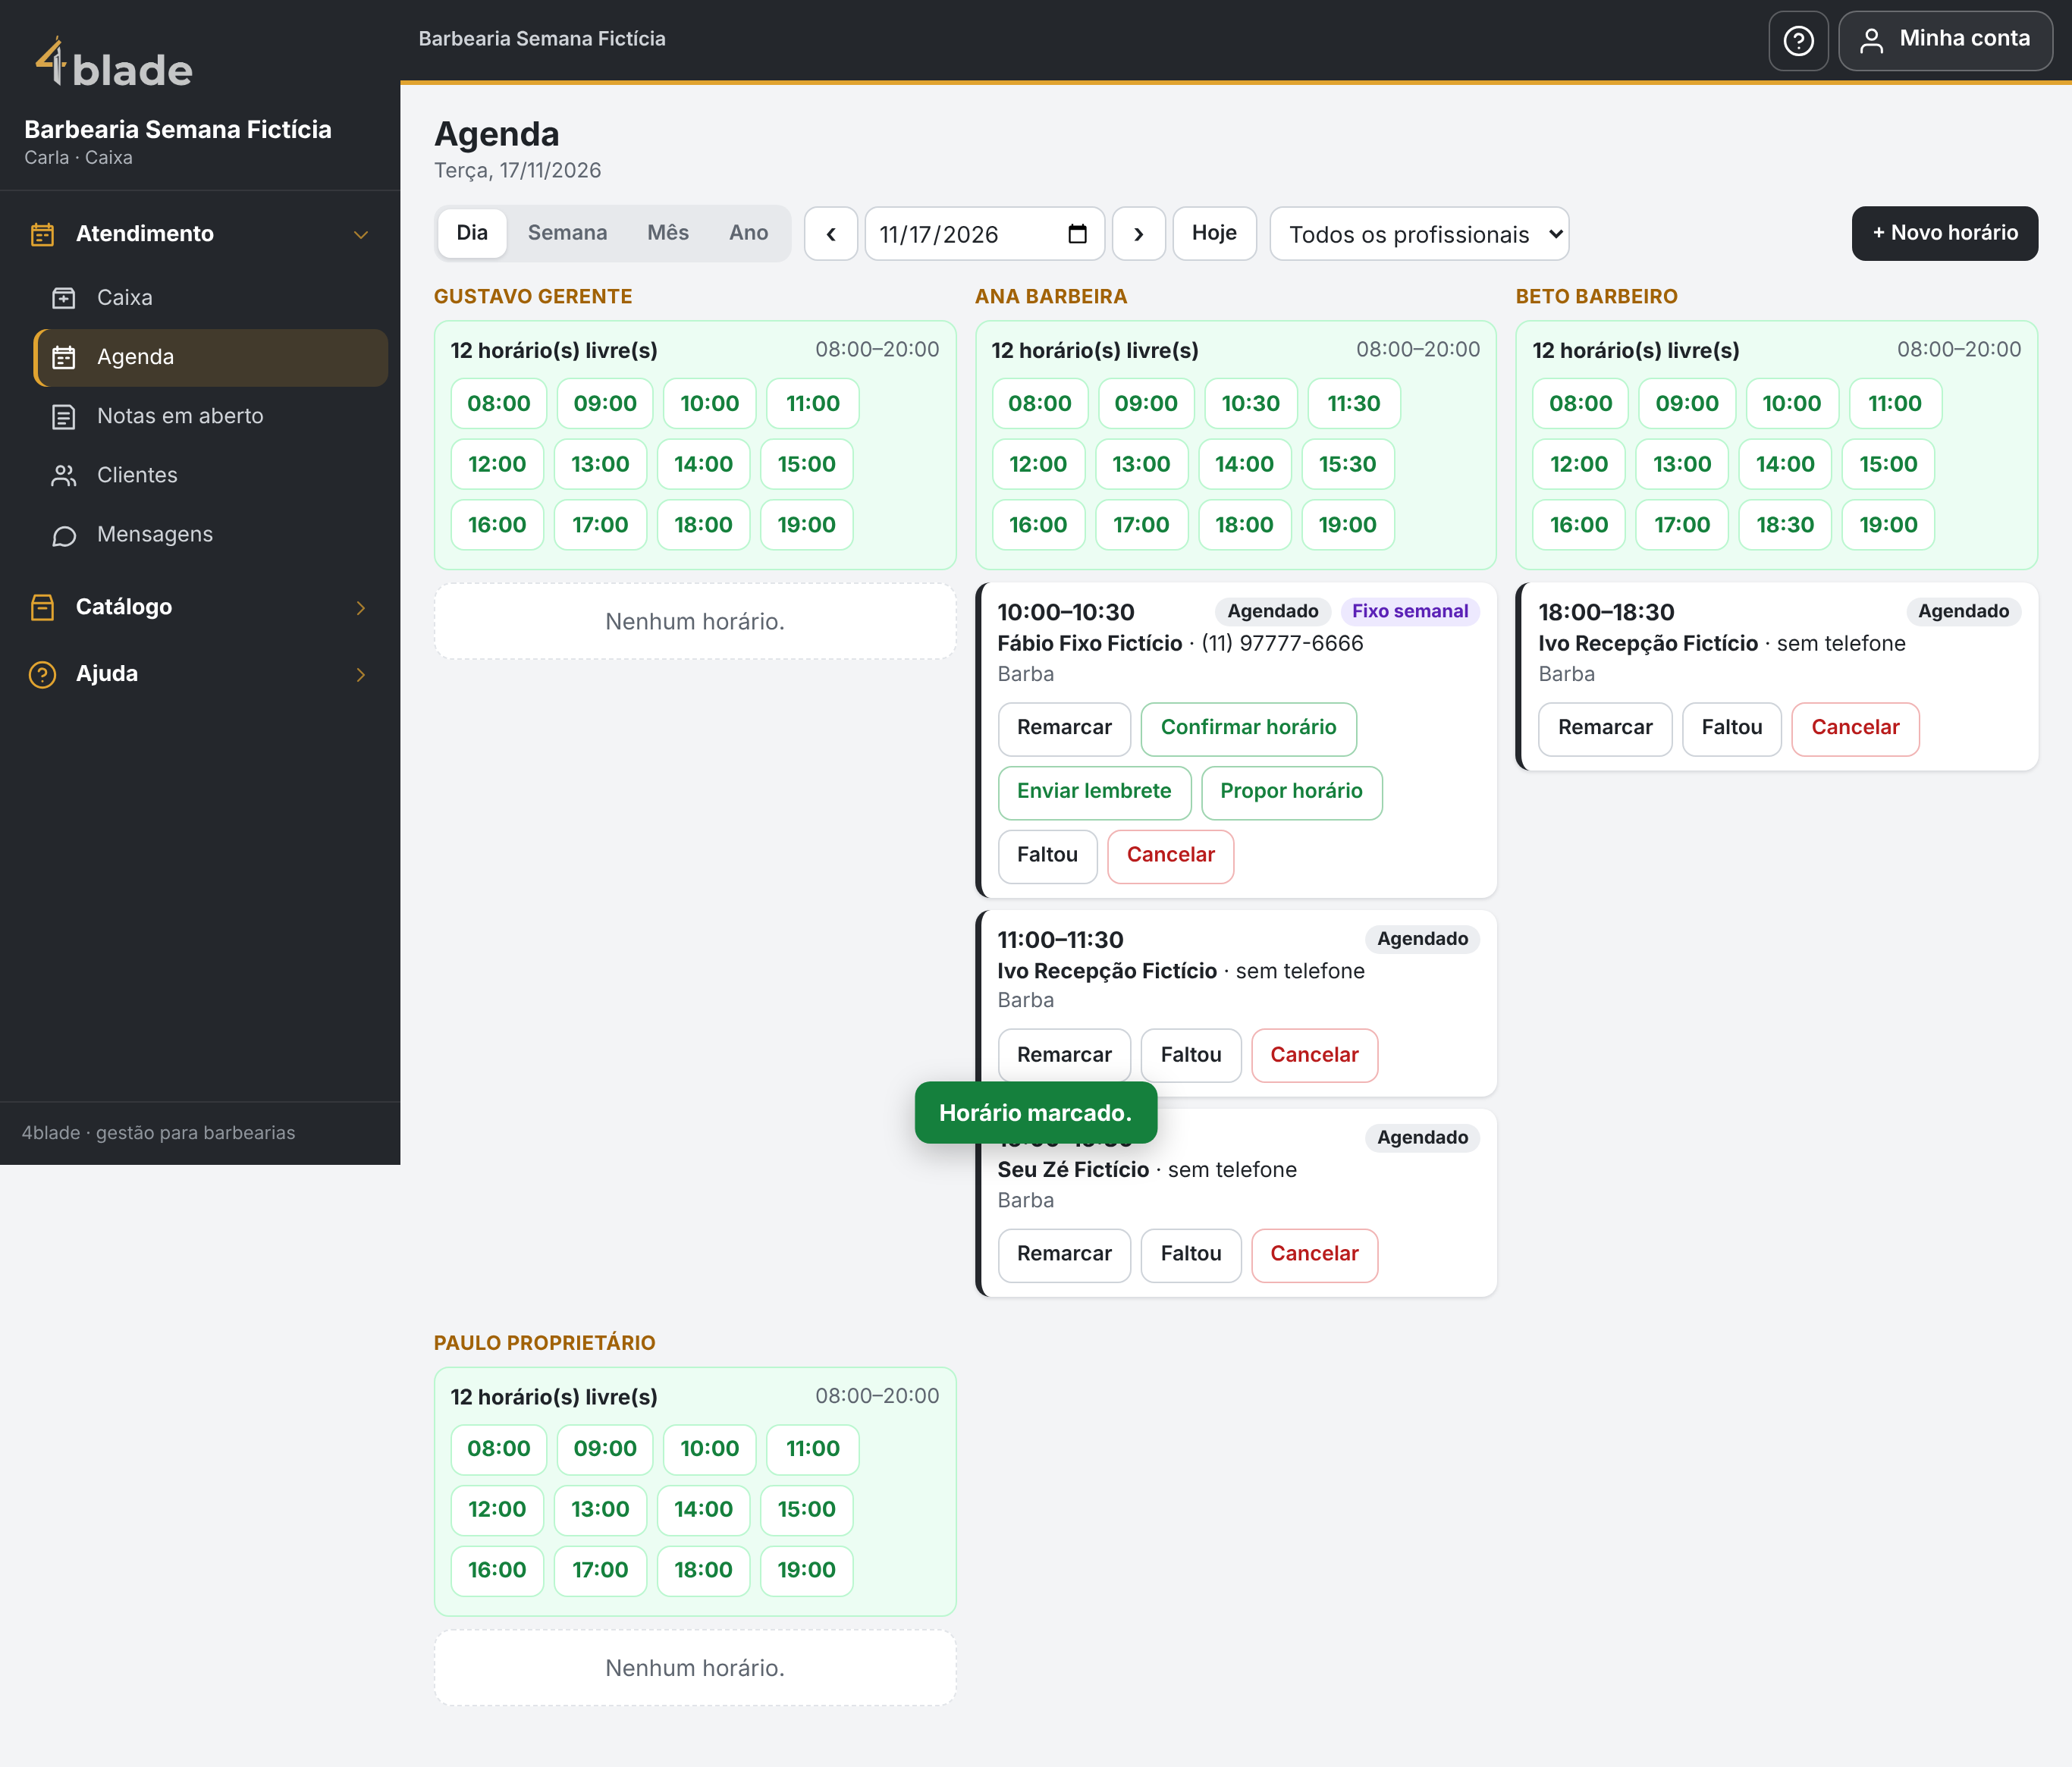 4blade
Barbearia Semana Fictícia
Carla · Caixa
Atendimento
Caixa
Agenda
Notas em aberto
Clientes
Mensagens
Catálogo
Ajuda
4blade · gestão para barbearias
Barbearia Semana Fictícia
Minha conta
Agenda
Terça, 17/11/2026
Dia Semana Mês Ano ‹ 11/17/2026 › Hoje Todos os profissionais + Novo horário
GUSTAVO GERENTE
12 horário(s) livre(s) 08:00–20:00
08:00 09:00 10:00 11:00
12:00 13:00 14:00 15:00
16:00 17:00 18:00 19:00
Nenhum horário.
ANA BARBEIRA
12 horário(s) livre(s) 08:00–20:00
08:00 09:00 10:30 11:30
12:00 13:00 14:00 15:30
16:00 17:00 18:00 19:00
10:00–10:30 Agendado Fixo semanal
Fábio Fixo Fictício · (11) 97777-6666
Barba
Remarcar Confirmar horário
Enviar lembrete Propor horário
Faltou Cancelar
11:00–11:30 Agendado
Ivo Recepção Fictício · sem telefone
Barba
Remarcar Faltou Cancelar
Horário marcado.
Agendado
Seu Zé Fictício · sem telefone
Barba
Remarcar Faltou Cancelar
BETO BARBEIRO
12 horário(s) livre(s) 08:00–20:00
08:00 09:00 10:00 11:00
12:00 13:00 14:00 15:00
16:00 17:00 18:30 19:00
18:00–18:30 Agendado
Ivo Recepção Fictício · sem telefone
Barba
Remarcar Faltou Cancelar
PAULO PROPRIETÁRIO
12 horário(s) livre(s) 08:00–20:00
08:00 09:00 10:00 11:00
12:00 13:00 14:00 15:00
16:00 17:00 18:00 19:00
Nenhum horário.